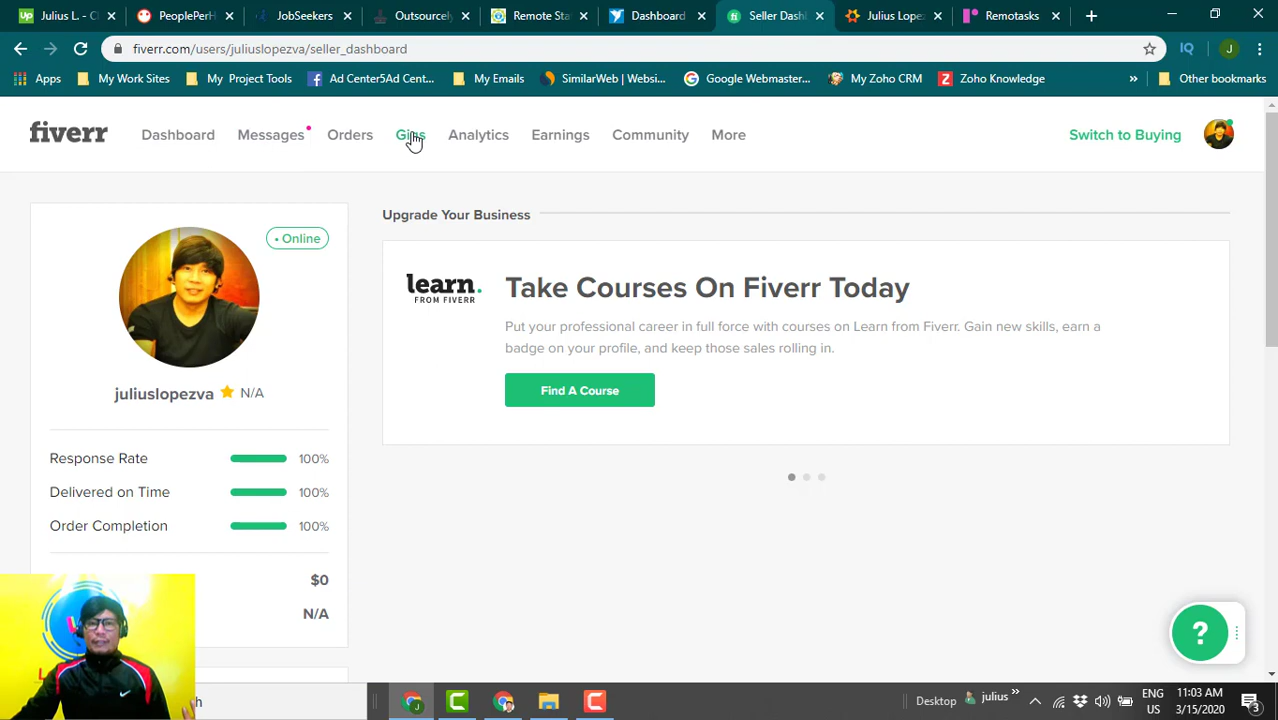 Julius L. - Cl
PeoplePerH
JobSeekers
Outsourcely
Remote Sta
Dashboard
Seller Dash
Julius Lope
Remotasks
fiverr.com/users/juliuslopezva/seller_dashboard
Apps
My Work Sites
My Project Tools
Ad Center5Ad Cent...
My Emails
SimilarWeb | Websi...
Google Webmaster...
My Zoho CRM
Zoho Knowledge
Other bookmarks
fiverr
Dashboard
Messages
Orders
Gigs
Analytics
Earnings
Community
More
Switch to Buying
• Online
juliuslopezva
N/A
Response Rate
100%
Delivered on Time
100%
Order Completion
100%
$0
N/A
Upgrade Your Business
learn.
FROM FIVERR
Take Courses On Fiverr Today
Put your professional career in full force with courses on Learn from Fiverr. Gain new skills, earn a
badge on your profile, and keep those sales rolling in.
Find A Course
Desktop
julius
ENG
11:03 AM
3/15/2020